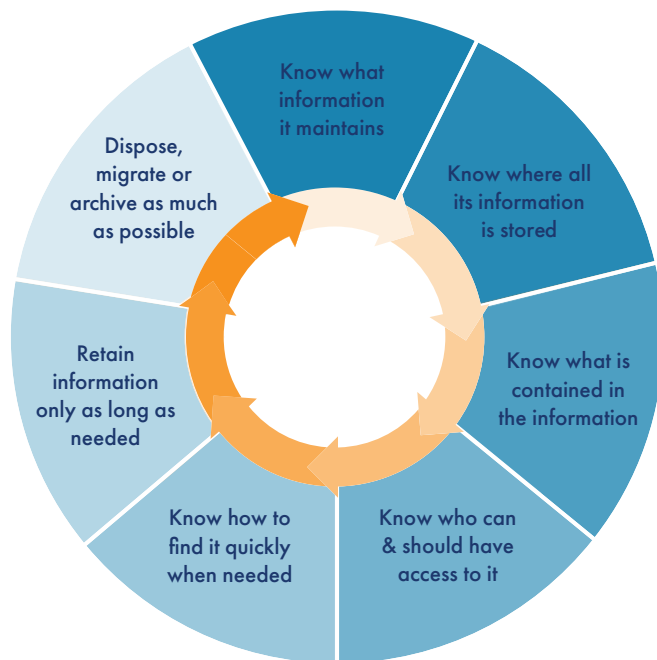 Know what
information
it maintains
Know where all
its information
is stored
Know what is
contained in
the information
Know who can
& should have
access to it
Know how to
find it quickly
when needed
Retain
information
only as long as
needed
Dispose,
migrate or
archive as much
as possible